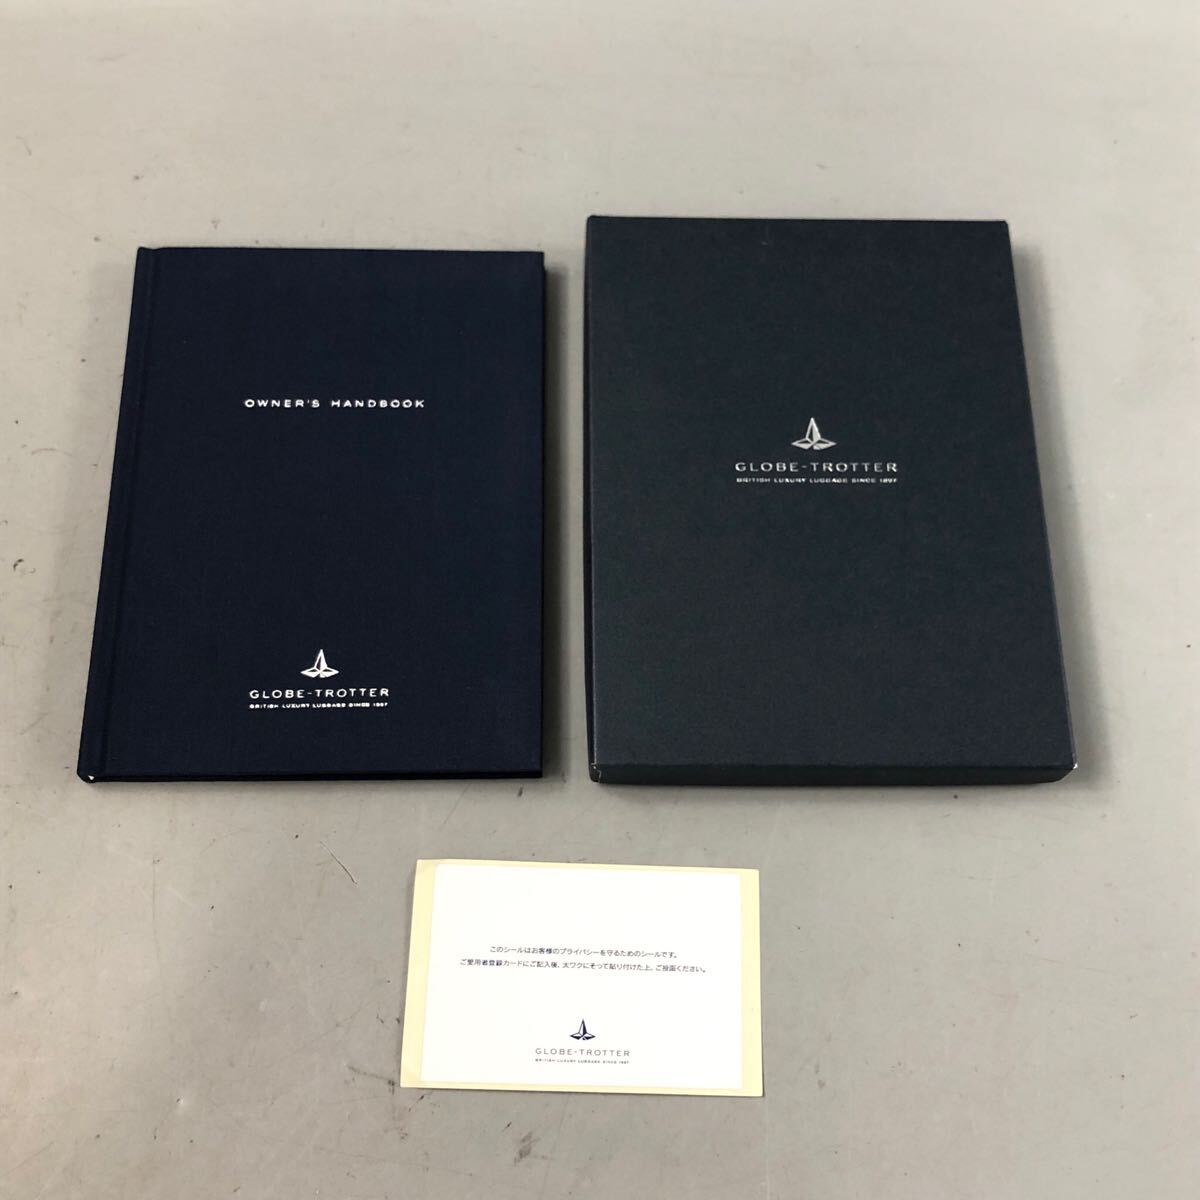 OWNER'S HANDBOOK
GLOBE-TROTTER
BRITISH LUXURY LUGGAGE SINCE 1897
GLOBE-TROTTER
BRITISH LUXURY LUGGAGE SINCE 1897
このシールはお客様のプライバシーを守るためのシールです。
ご愛用者登録カードにご記入後、太ワクにそって貼り付けた上、ご投函ください。
GLOBE-TROTTER
BRITISH LUXURY LUGGAGE SINCE 1897